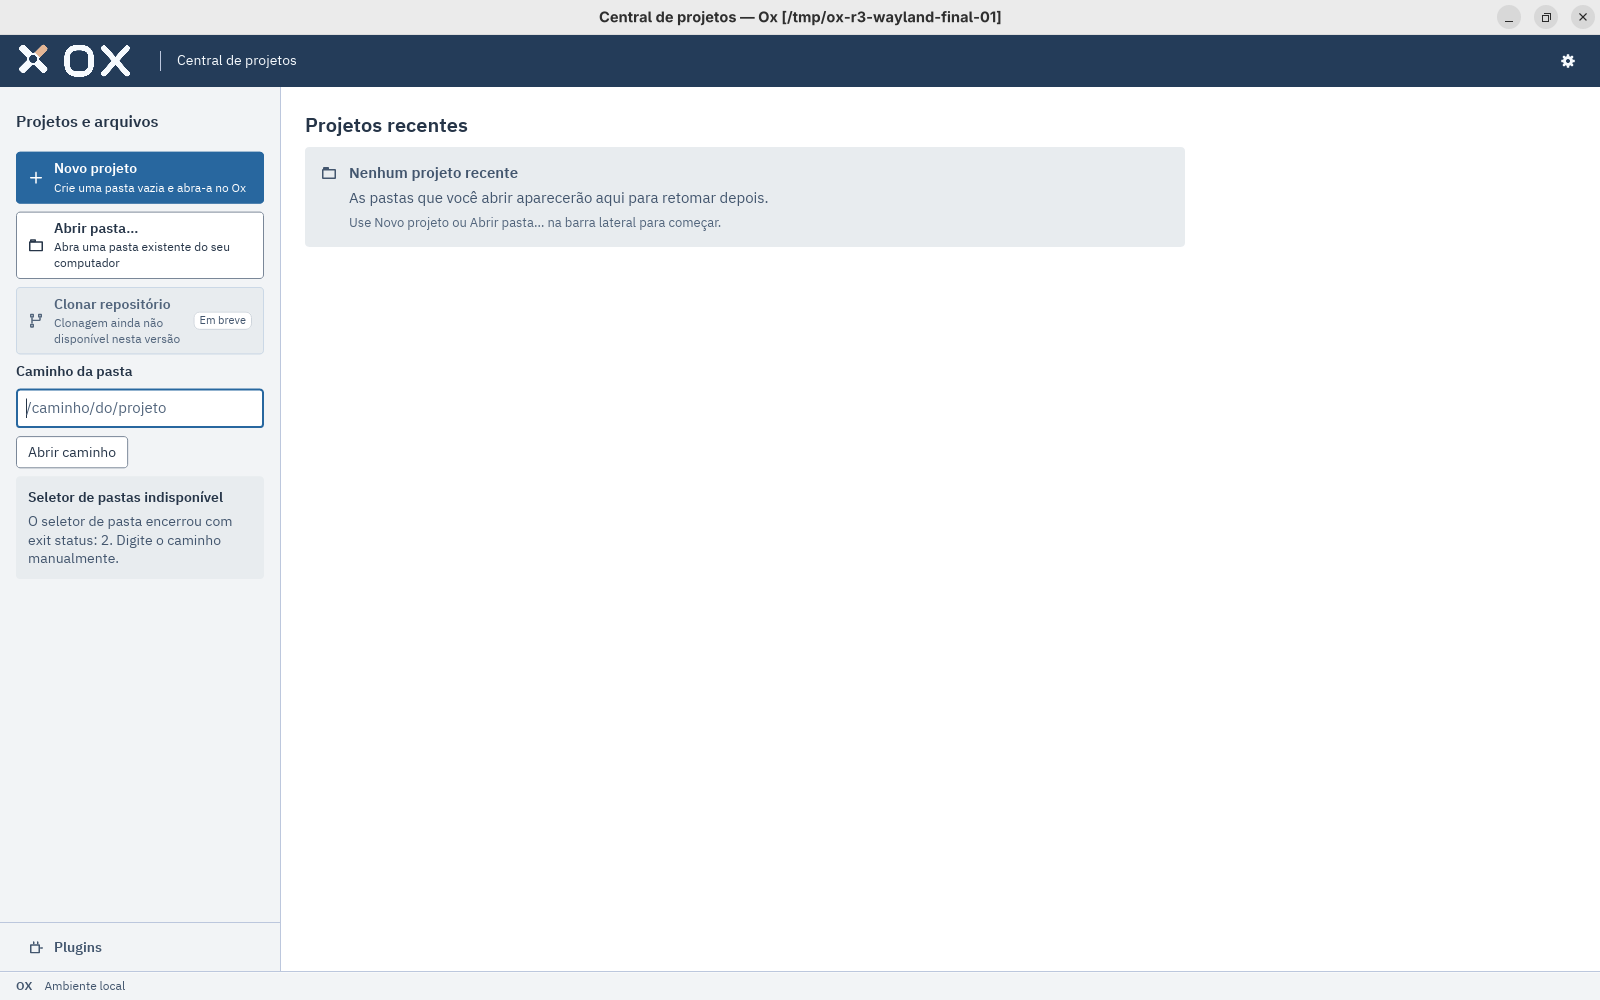 Central de projetos — Ox [/tmp/ox-r3-wayland-final-01]
OX
Central de projetos
Projetos e arquivos
Novo projeto
Crie uma pasta vazia e abra-a no Ox
Abrir pasta...
Abra uma pasta existente do seu
computador
Clonar repositório
Clonagem ainda não
disponível nesta versão
Em breve
Caminho da pasta
/caminho/do/projeto
Abrir caminho
Seletor de pastas indisponível
O seletor de pasta encerrou com
exit status: 2. Digite o caminho
manualmente.
Projetos recentes
Nenhum projeto recente
As pastas que você abrir aparecerão aqui para retomar depois.
Use Novo projeto ou Abrir pasta... na barra lateral para começar.
Plugins
OX Ambiente local